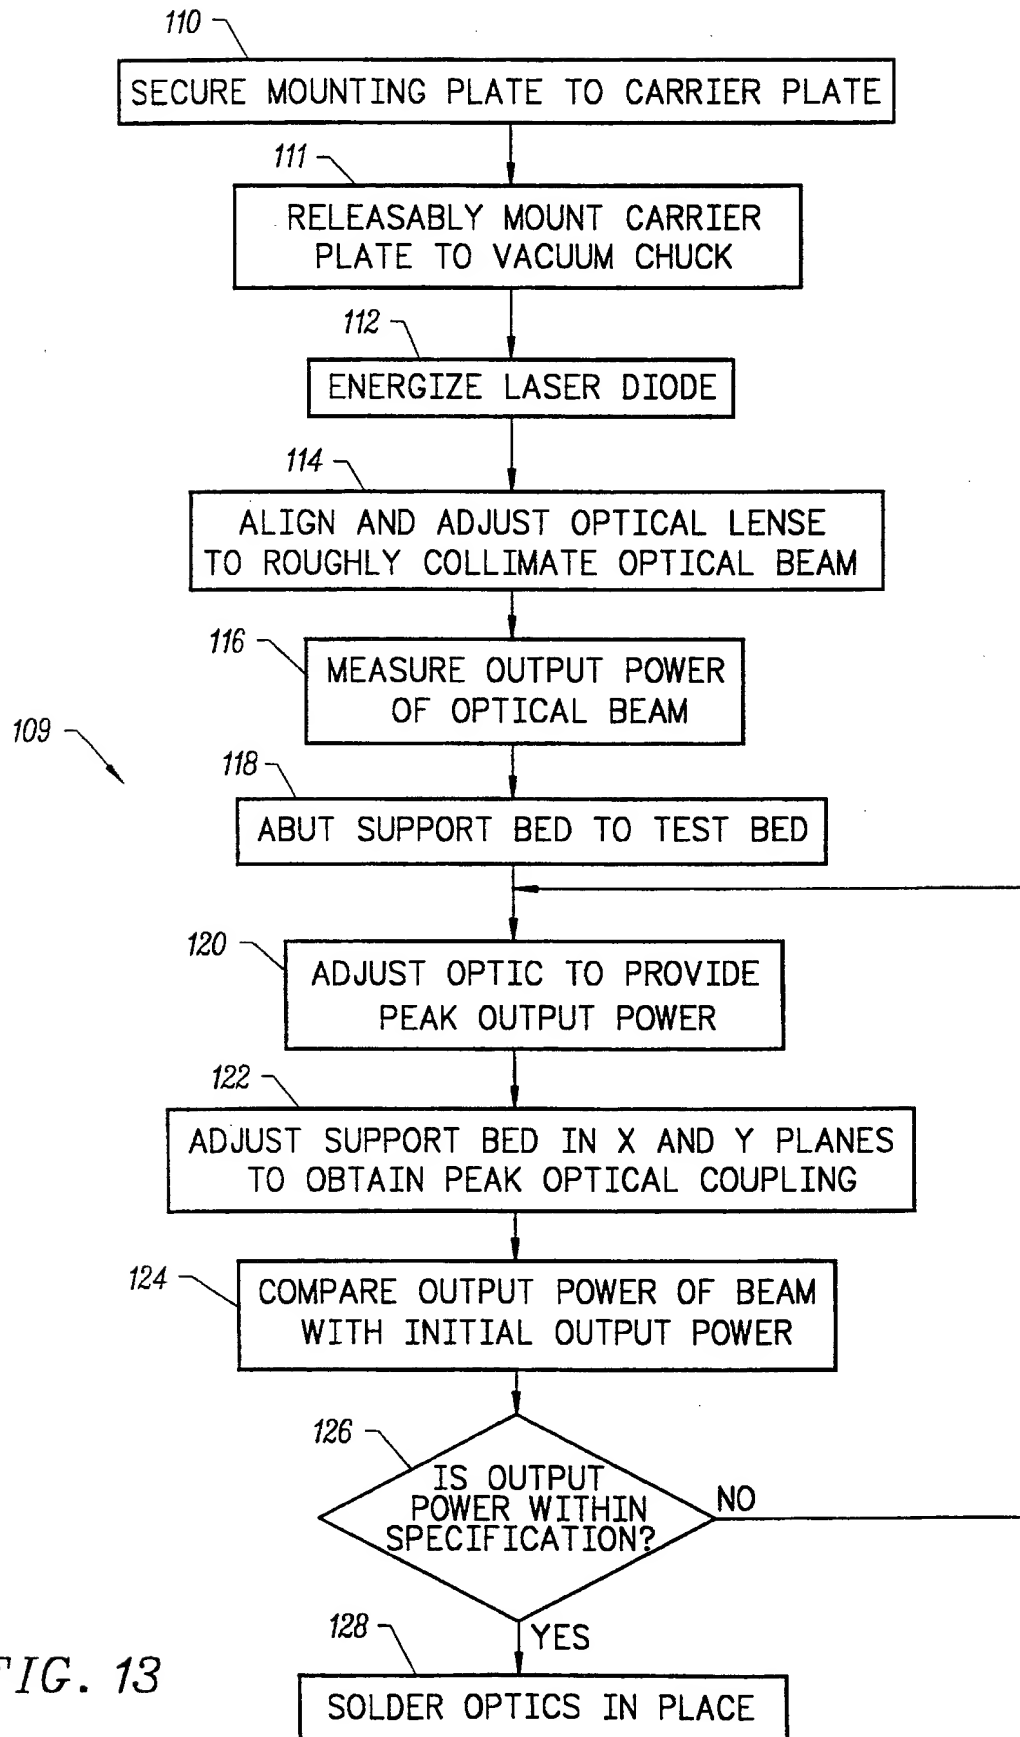 110
SECURE MOUNTING PLATE TO CARRIER PLATE
111
RELEASABLY MOUNT CARRIER
PLATE TO VACUUM CHUCK
112
ENERGIZE LASER DIODE
114
ALIGN AND ADJUST OPTICAL LENSE
TO ROUGHLY COLLIMATE OPTICAL BEAM
116
MEASURE OUTPUT POWER
OF OPTICAL BEAM
109
118
ABUT SUPPORT BED TO TEST BED
120
ADJUST OPTIC TO PROVIDE
PEAK OUTPUT POWER
122
ADJUST SUPPORT BED IN X AND Y PLANES
TO OBTAIN PEAK OPTICAL COUPLING
124
COMPARE OUTPUT POWER OF BEAM
WITH INITIAL OUTPUT POWER
126
IS OUTPUT
POWER WITHIN
SPECIFICATION?
NO
YES
128
SOLDER OPTICS IN PLACE
FIG. 13